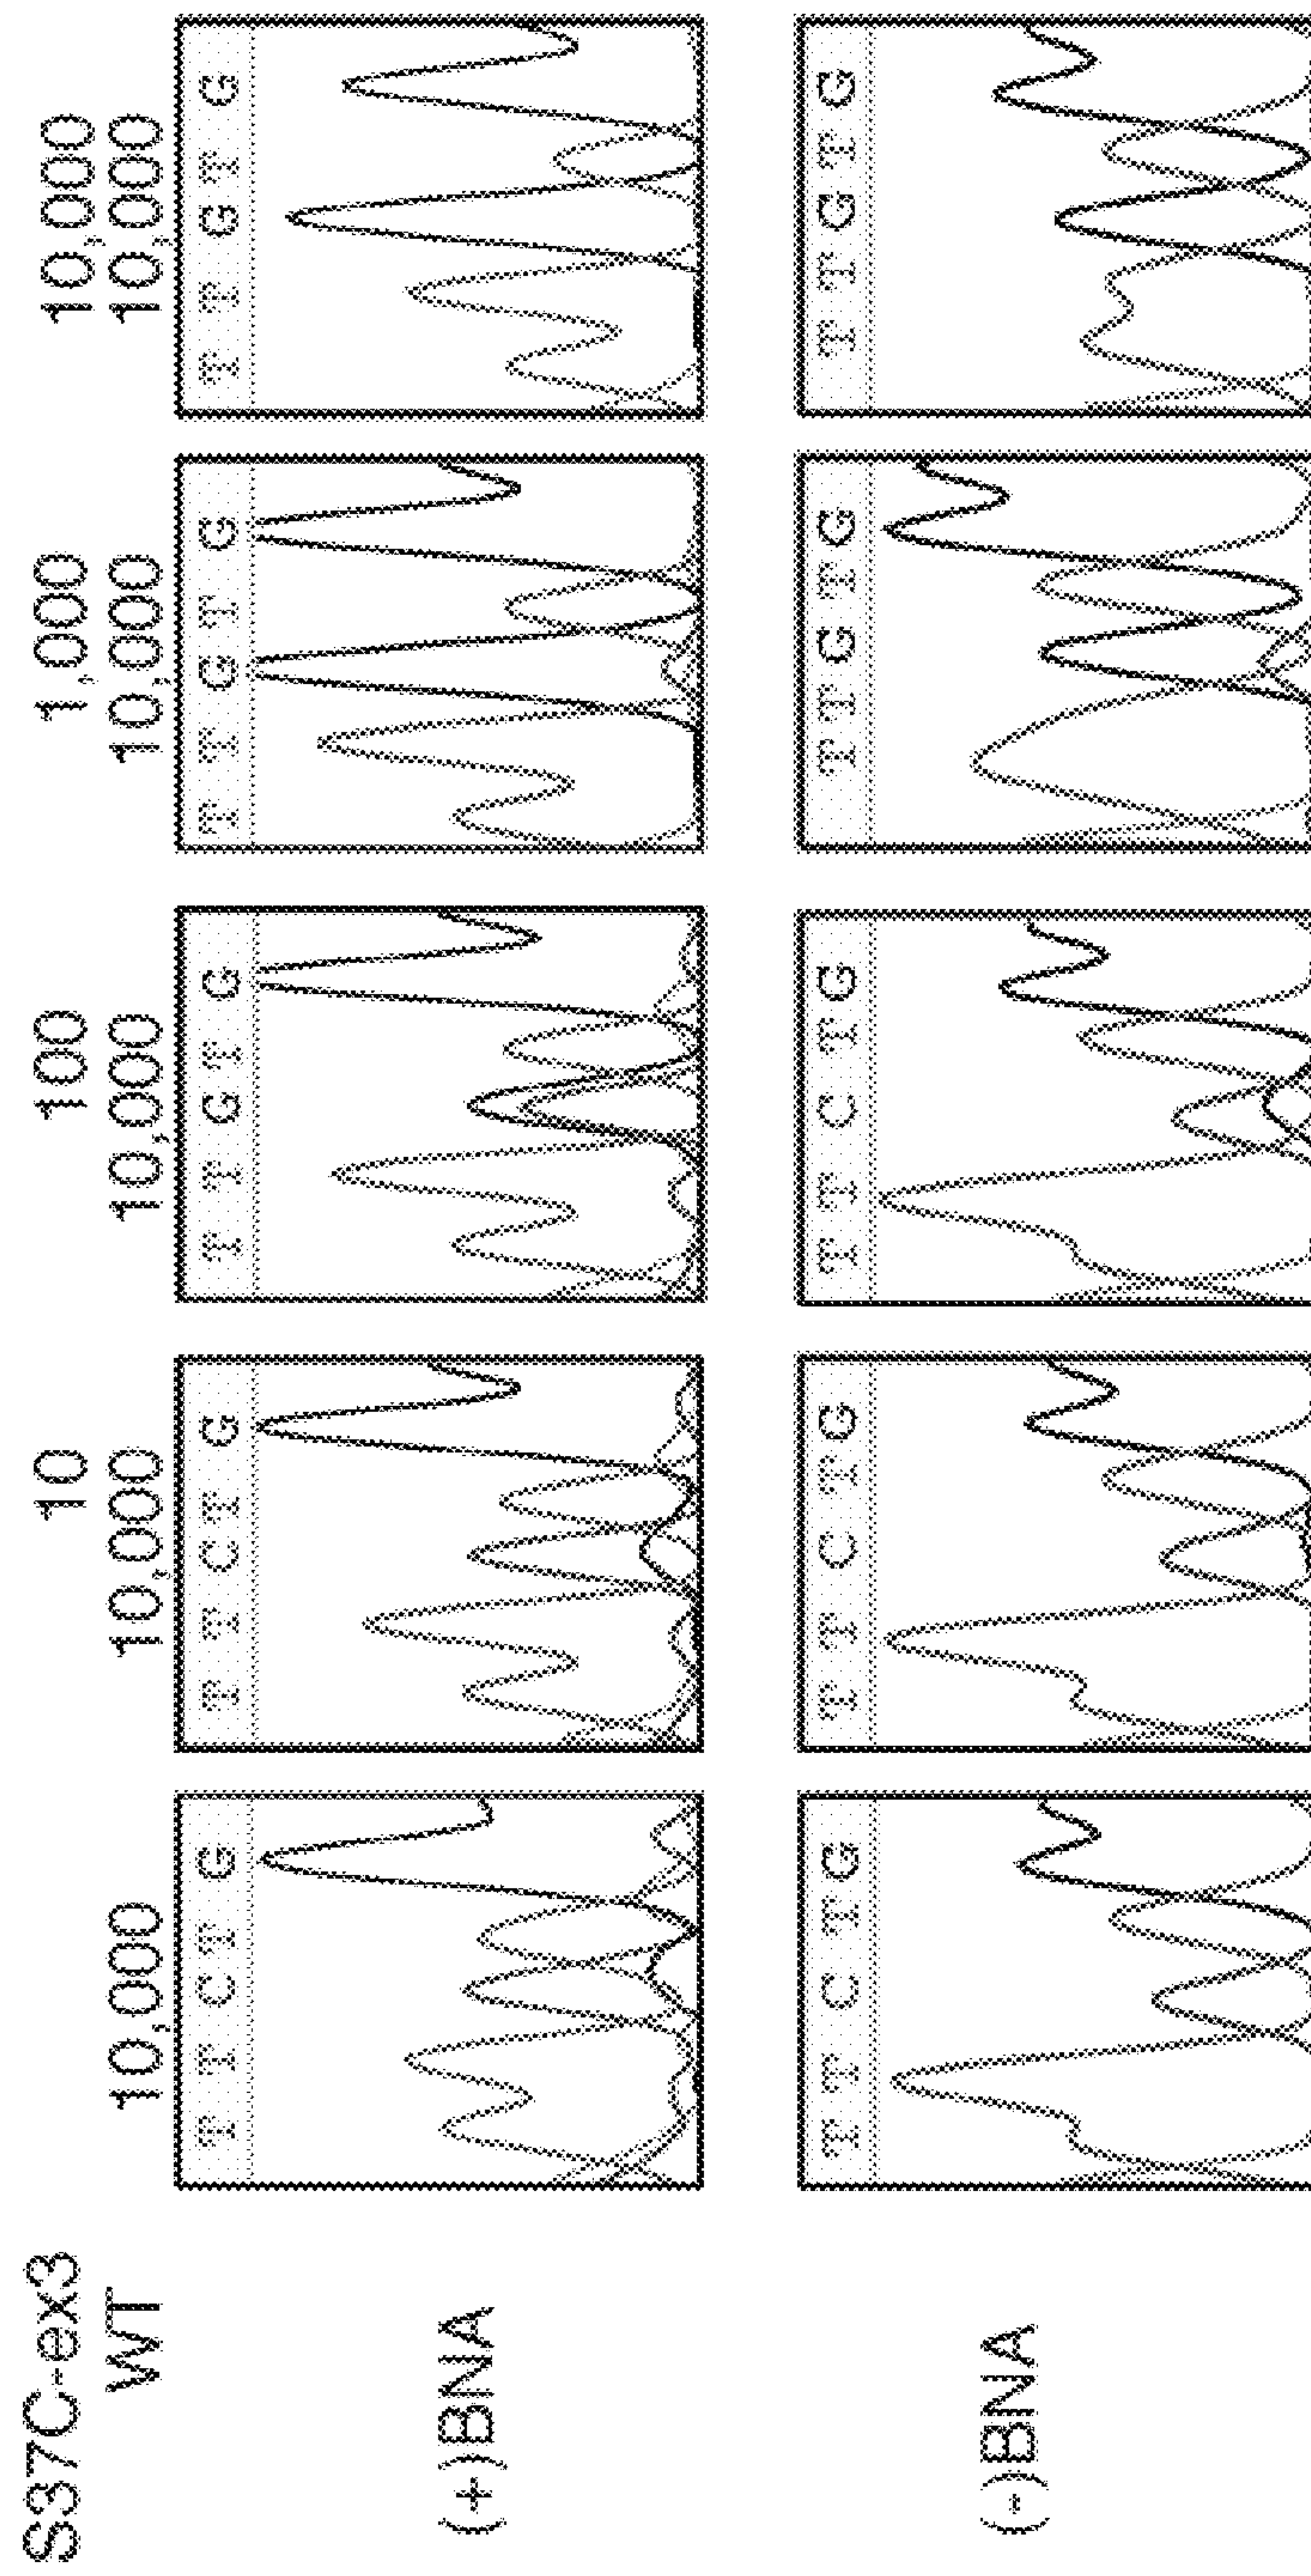 S37C-ex3 10 100 1,000 10,000
WT 10,000 10,000 10,000 10,000 10,000
T T C T G T T C T G T T G T G T T G T G T T G T G
(+)BNA
T T C T G T T C T G T T C T G T T G T G T T G T G
(-)BNA